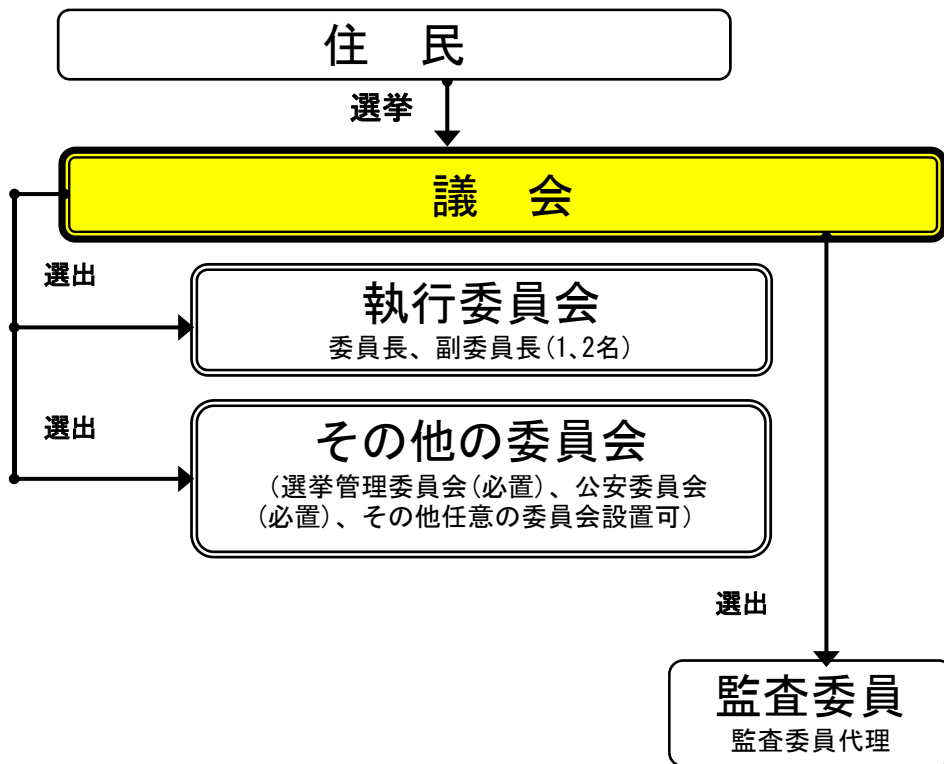 住　民
選挙
議　会
選出
執行委員会
委員長、副委員長(1、2名)
選出
その他の委員会
(選挙管理委員会(必置)、公安委員会
(必置)、その他任意の委員会設置可)
選出
監査委員
監査委員代理